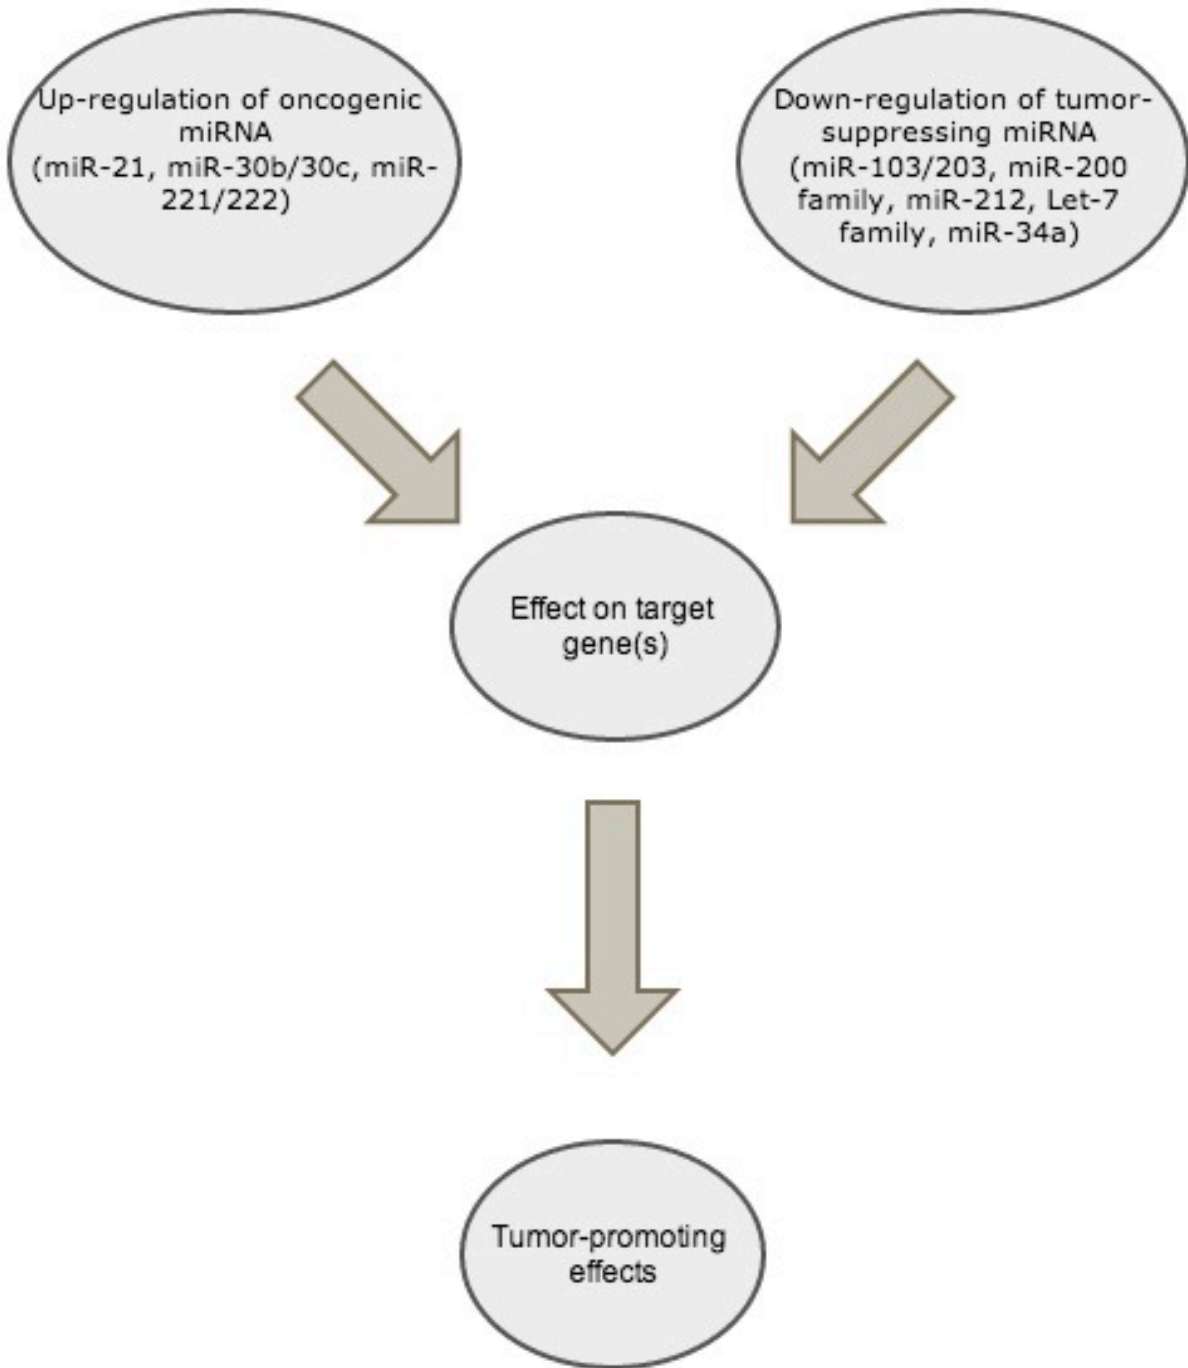 Up-regulation of oncogenic
miRNA
(miR-21, miR-30b/30c, miR-
221/222)
Down-regulation of tumor-
suppressing miRNA
(miR-103/203, miR-200
family, miR-212, Let-7
family, miR-34a)
Effect on target
gene(s)
Tumor-promoting
effects